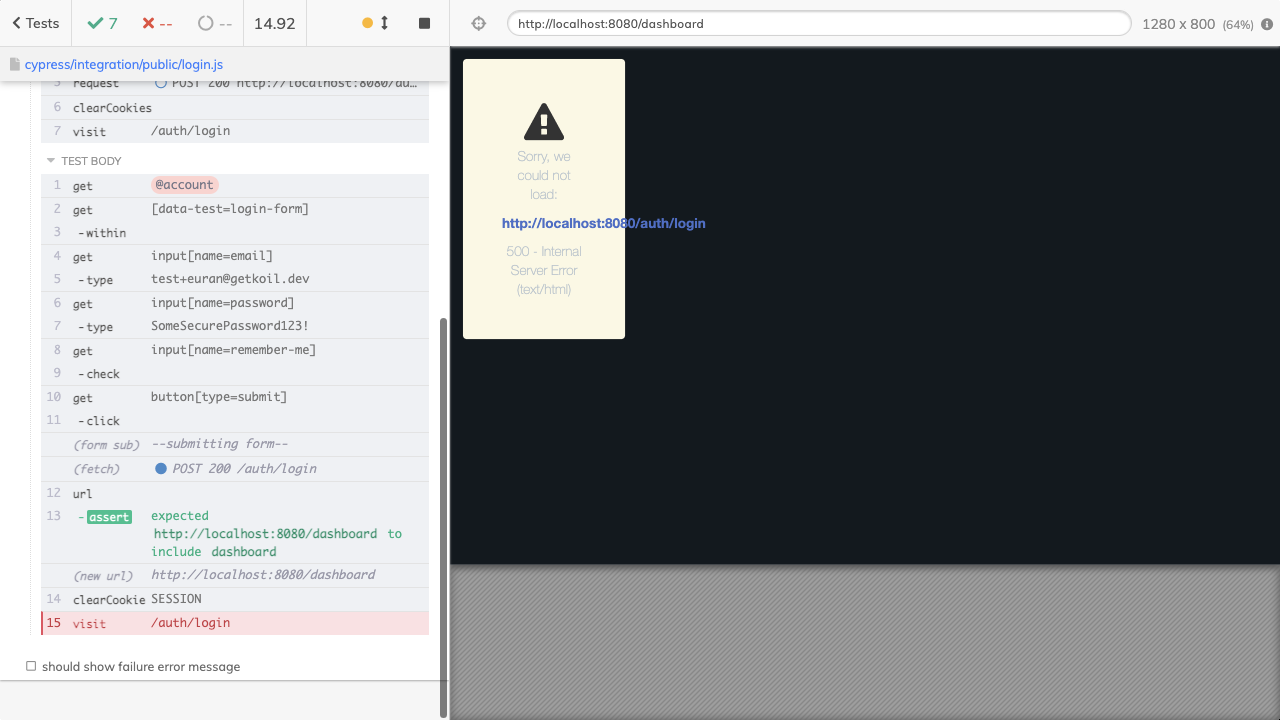 Tests
7
--
--
14.92
http://localhost:8080/dashboard
1280 x 800 (64%)
cypress/integration/public/login.js
5 request POST 200 http://localhost:8080/au…
6 clearCookies
7 visit /auth/login
TEST BODY
1 get @account
2 get [data-test=login-form]
3 -within
4 get input[name=email]
5 -type test+euran@getkoil.dev
6 get input[name=password]
7 -type SomeSecurePassword123!
8 get input[name=remember-me]
9 -check
10 get button[type=submit]
11 -click
(form sub) --submitting form--
(fetch) POST 200 /auth/login
12 url
13 -assert expected
http://localhost:8080/dashboard to
include dashboard
(new url) http://localhost:8080/dashboard
14 clearCookie SESSION
15 visit /auth/login
should show failure error message
Sorry, we
could not
load:
http://localhost:8080/auth/login
500 - Internal
Server Error
(text/html)